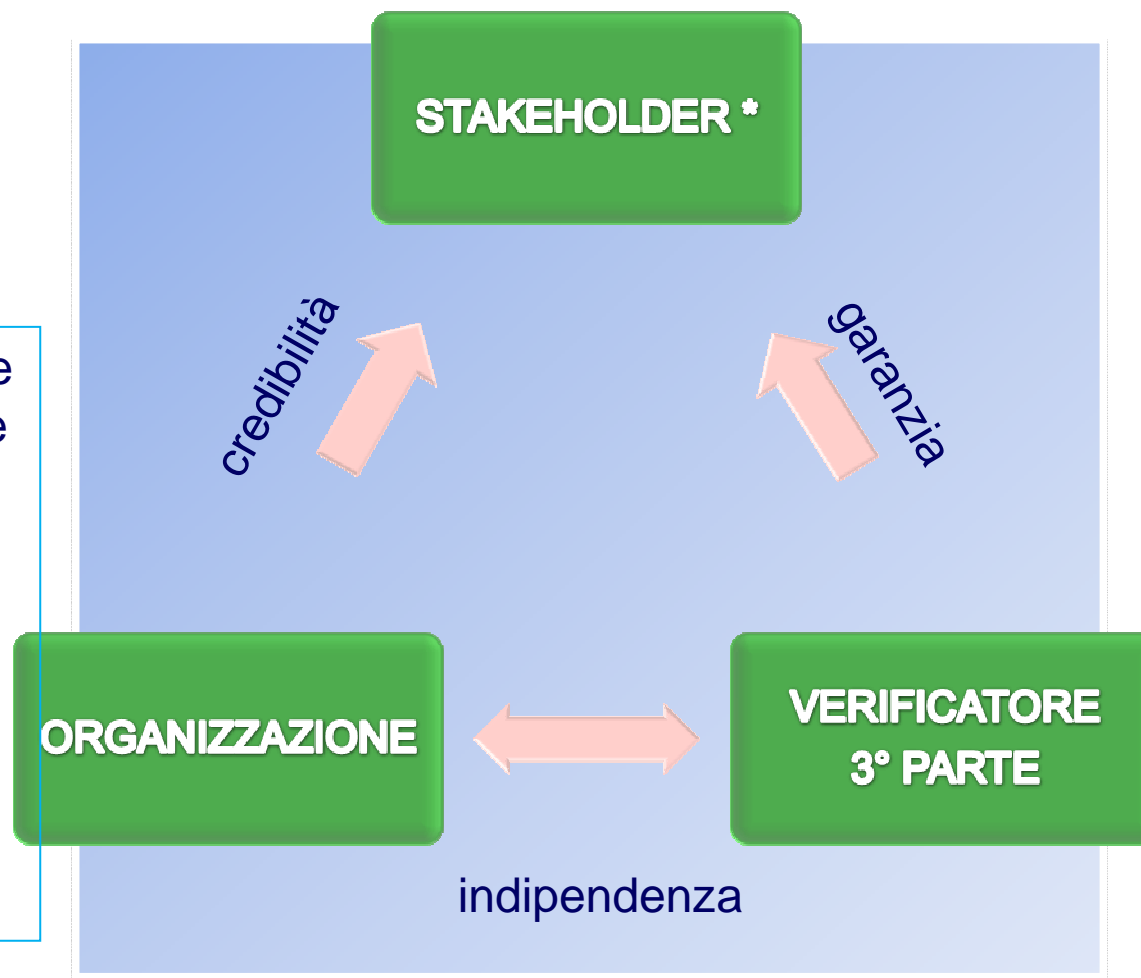 STAKEHOLDER *
credibilità
garanzia
e
e
ORGANIZZAZIONE
VERIFICATORE
3° PARTE
indipendenza